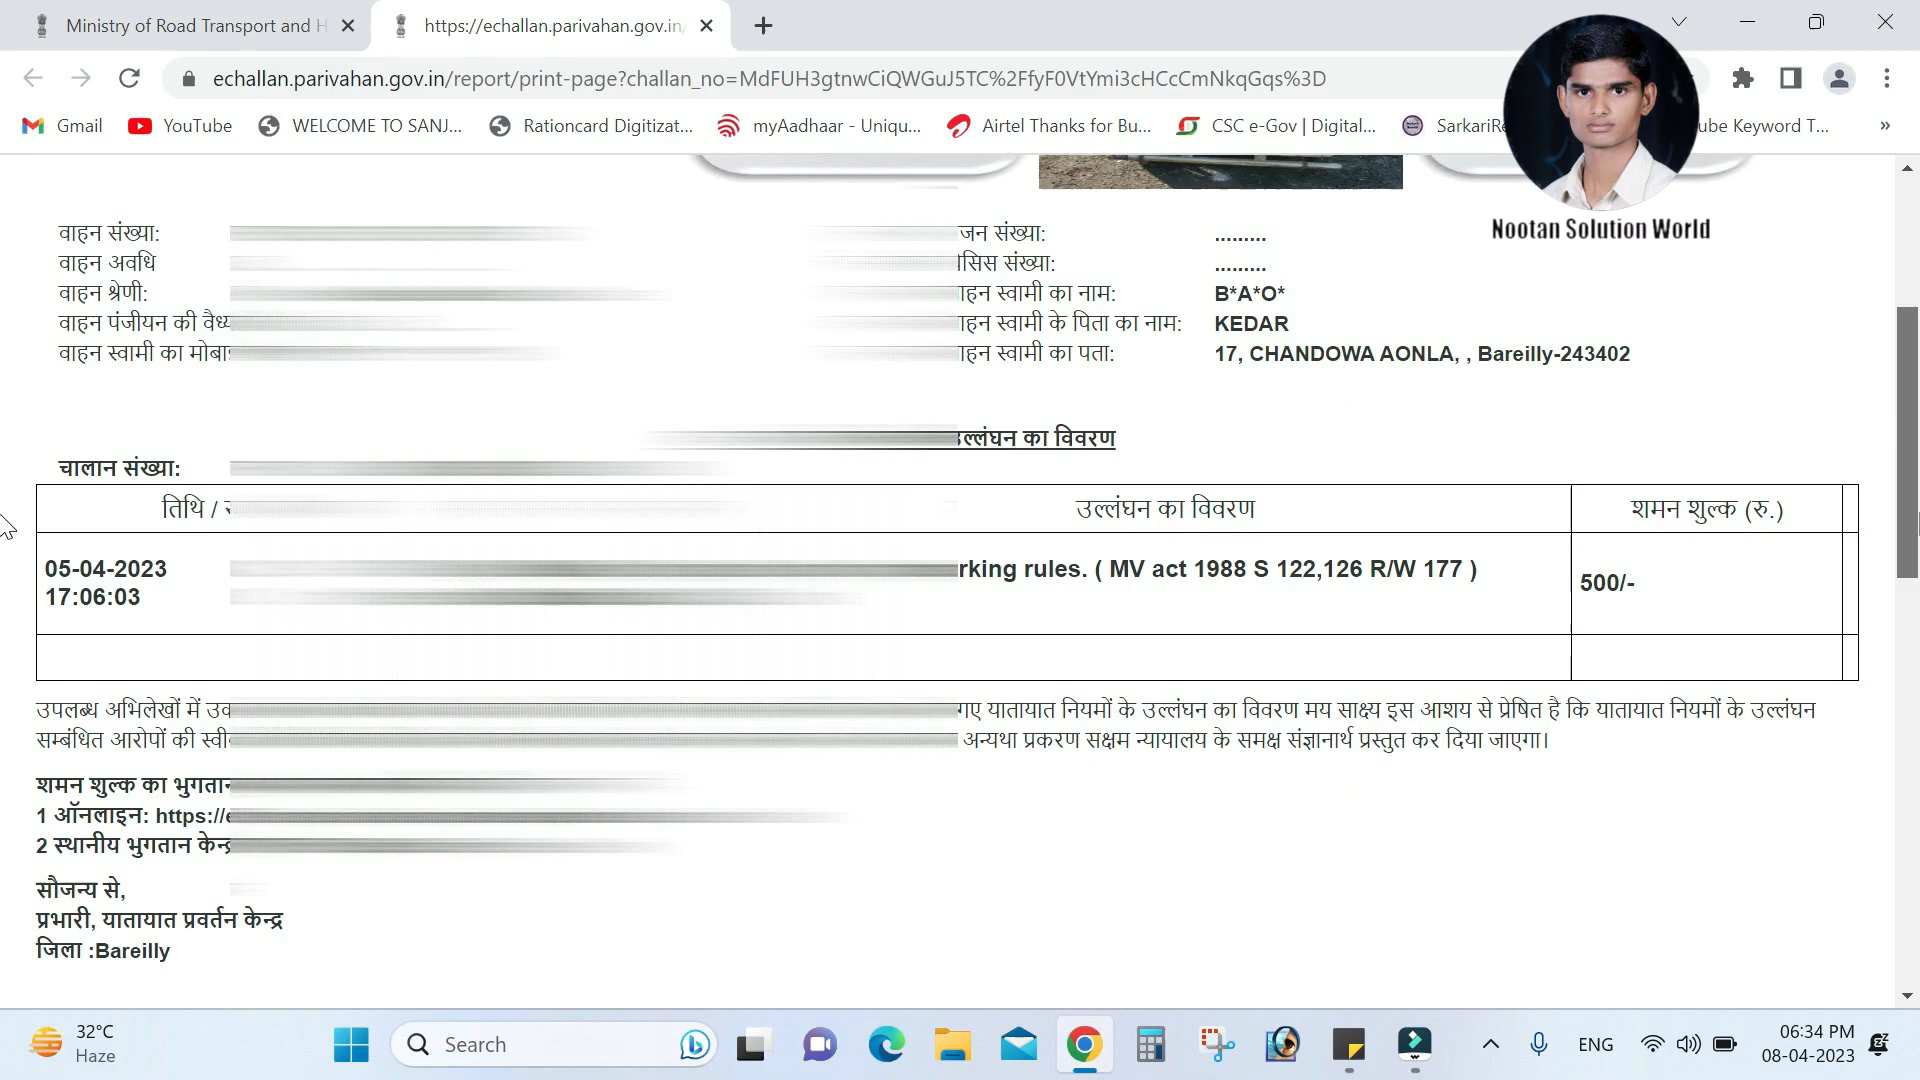 Ministry of Road Transport and H
https://echallan.parivahan.gov.in/
echallan.parivahan.gov.in/report/print-page?challan_no=MdFUH3gtnwCiQWGuJ5TC%2FfyF0VtYmi3cHCcCmNkqGqs%3D
Gmail YouTube WELCOME TO SANJ... Rationcard Digitizat... myAadhaar - Uniqu... Airtel Thanks for Bu... CSC e-Gov | Digital... SarkariRe ube Keyword T... »
Nootan Solution World
वाहन संख्या: जन संख्या: .........
वाहन अवधि सिस संख्या: .........
वाहन श्रेणी: ाहन स्वामी का नाम: B*A*O*
वाहन पंजीयन की वैध्य ाहन स्वामी के पिता का नाम: KEDAR
वाहन स्वामी का मोबा ाहन स्वामी का पता: 17, CHANDOWA AONLA, , Bareilly-243402
उल्लंघन का विवरण
चालान संख्या:
तिथि / उल्लंघन का विवरण शमन शुल्क (रु.)
05-04-2023 rking rules. ( MV act 1988 S 122,126 R/W 177 ) 500/-
17:06:03
उपलब्ध अभिलेखों में गए यातायात नियमों के उल्लंघन का विवरण मय साक्ष्य इस आशय से प्रेषित है कि यातायात नियमों के उल्लंघन
सम्बंधित आरोपों की अन्यथा प्रकरण सक्षम न्यायालय के समक्ष संज्ञानार्थ प्रस्तुत कर दिया जाएगा।
शमन शुल्क का भुगतान
1 ऑनलाइन: https://e
2 स्थानीय भुगतान केन्द्र
सौजन्य से,
प्रभारी, यातायात प्रवर्तन केन्द्र
जिला :Bareilly
32°C
Haze
Search
ENG
06:34 PM
08-04-2023